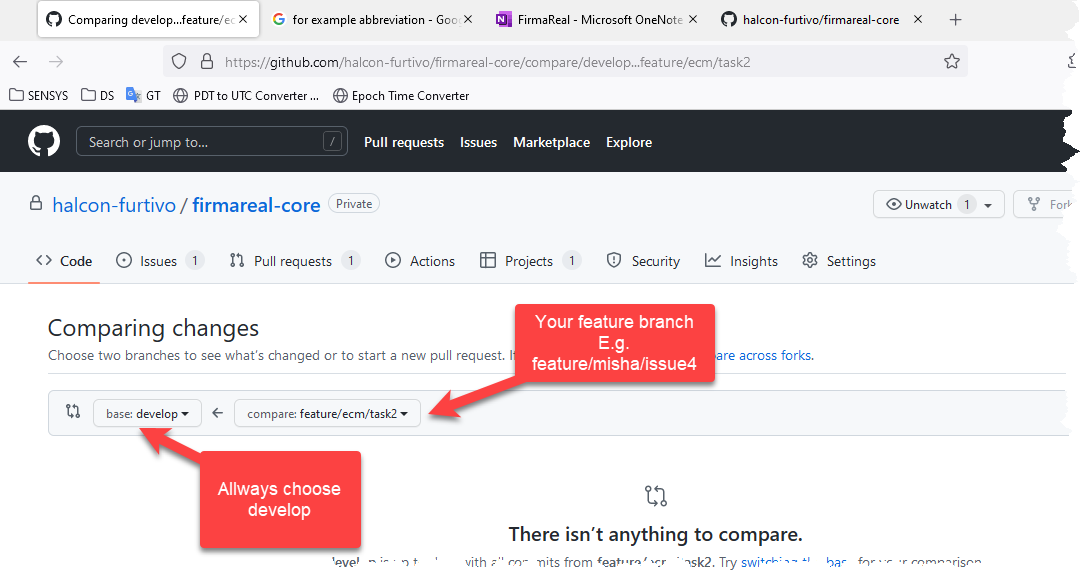 Comparing develop...feature/ec
for example abbreviation - Goo
FirmaReal - Microsoft OneNote
halcon-furtivo/firmareal-core
https://github.com/halcon-furtivo/firmareal-core/compare/develop...feature/ecm/task2
SENSYS
DS
GT
PDT to UTC Converter ...
Epoch Time Converter
Search or jump to... /
Pull requests
Issues
Marketplace
Explore
halcon-furtivo / firmareal-core Private
Unwatch 1
Fork
Code
Issues 1
Pull requests 1
Actions
Projects 1
Security
Insights
Settings
Comparing changes
Choose two branches to see what's changed or to start a new pull request. across forks.
Your feature branch
E.g.
feature/misha/issue4
base: develop
compare: feature/ecm/task2
Allways choose
develop
There isn't anything to compare.
with all commits from feature/ecm/task2. Try switching the base for your comparison.